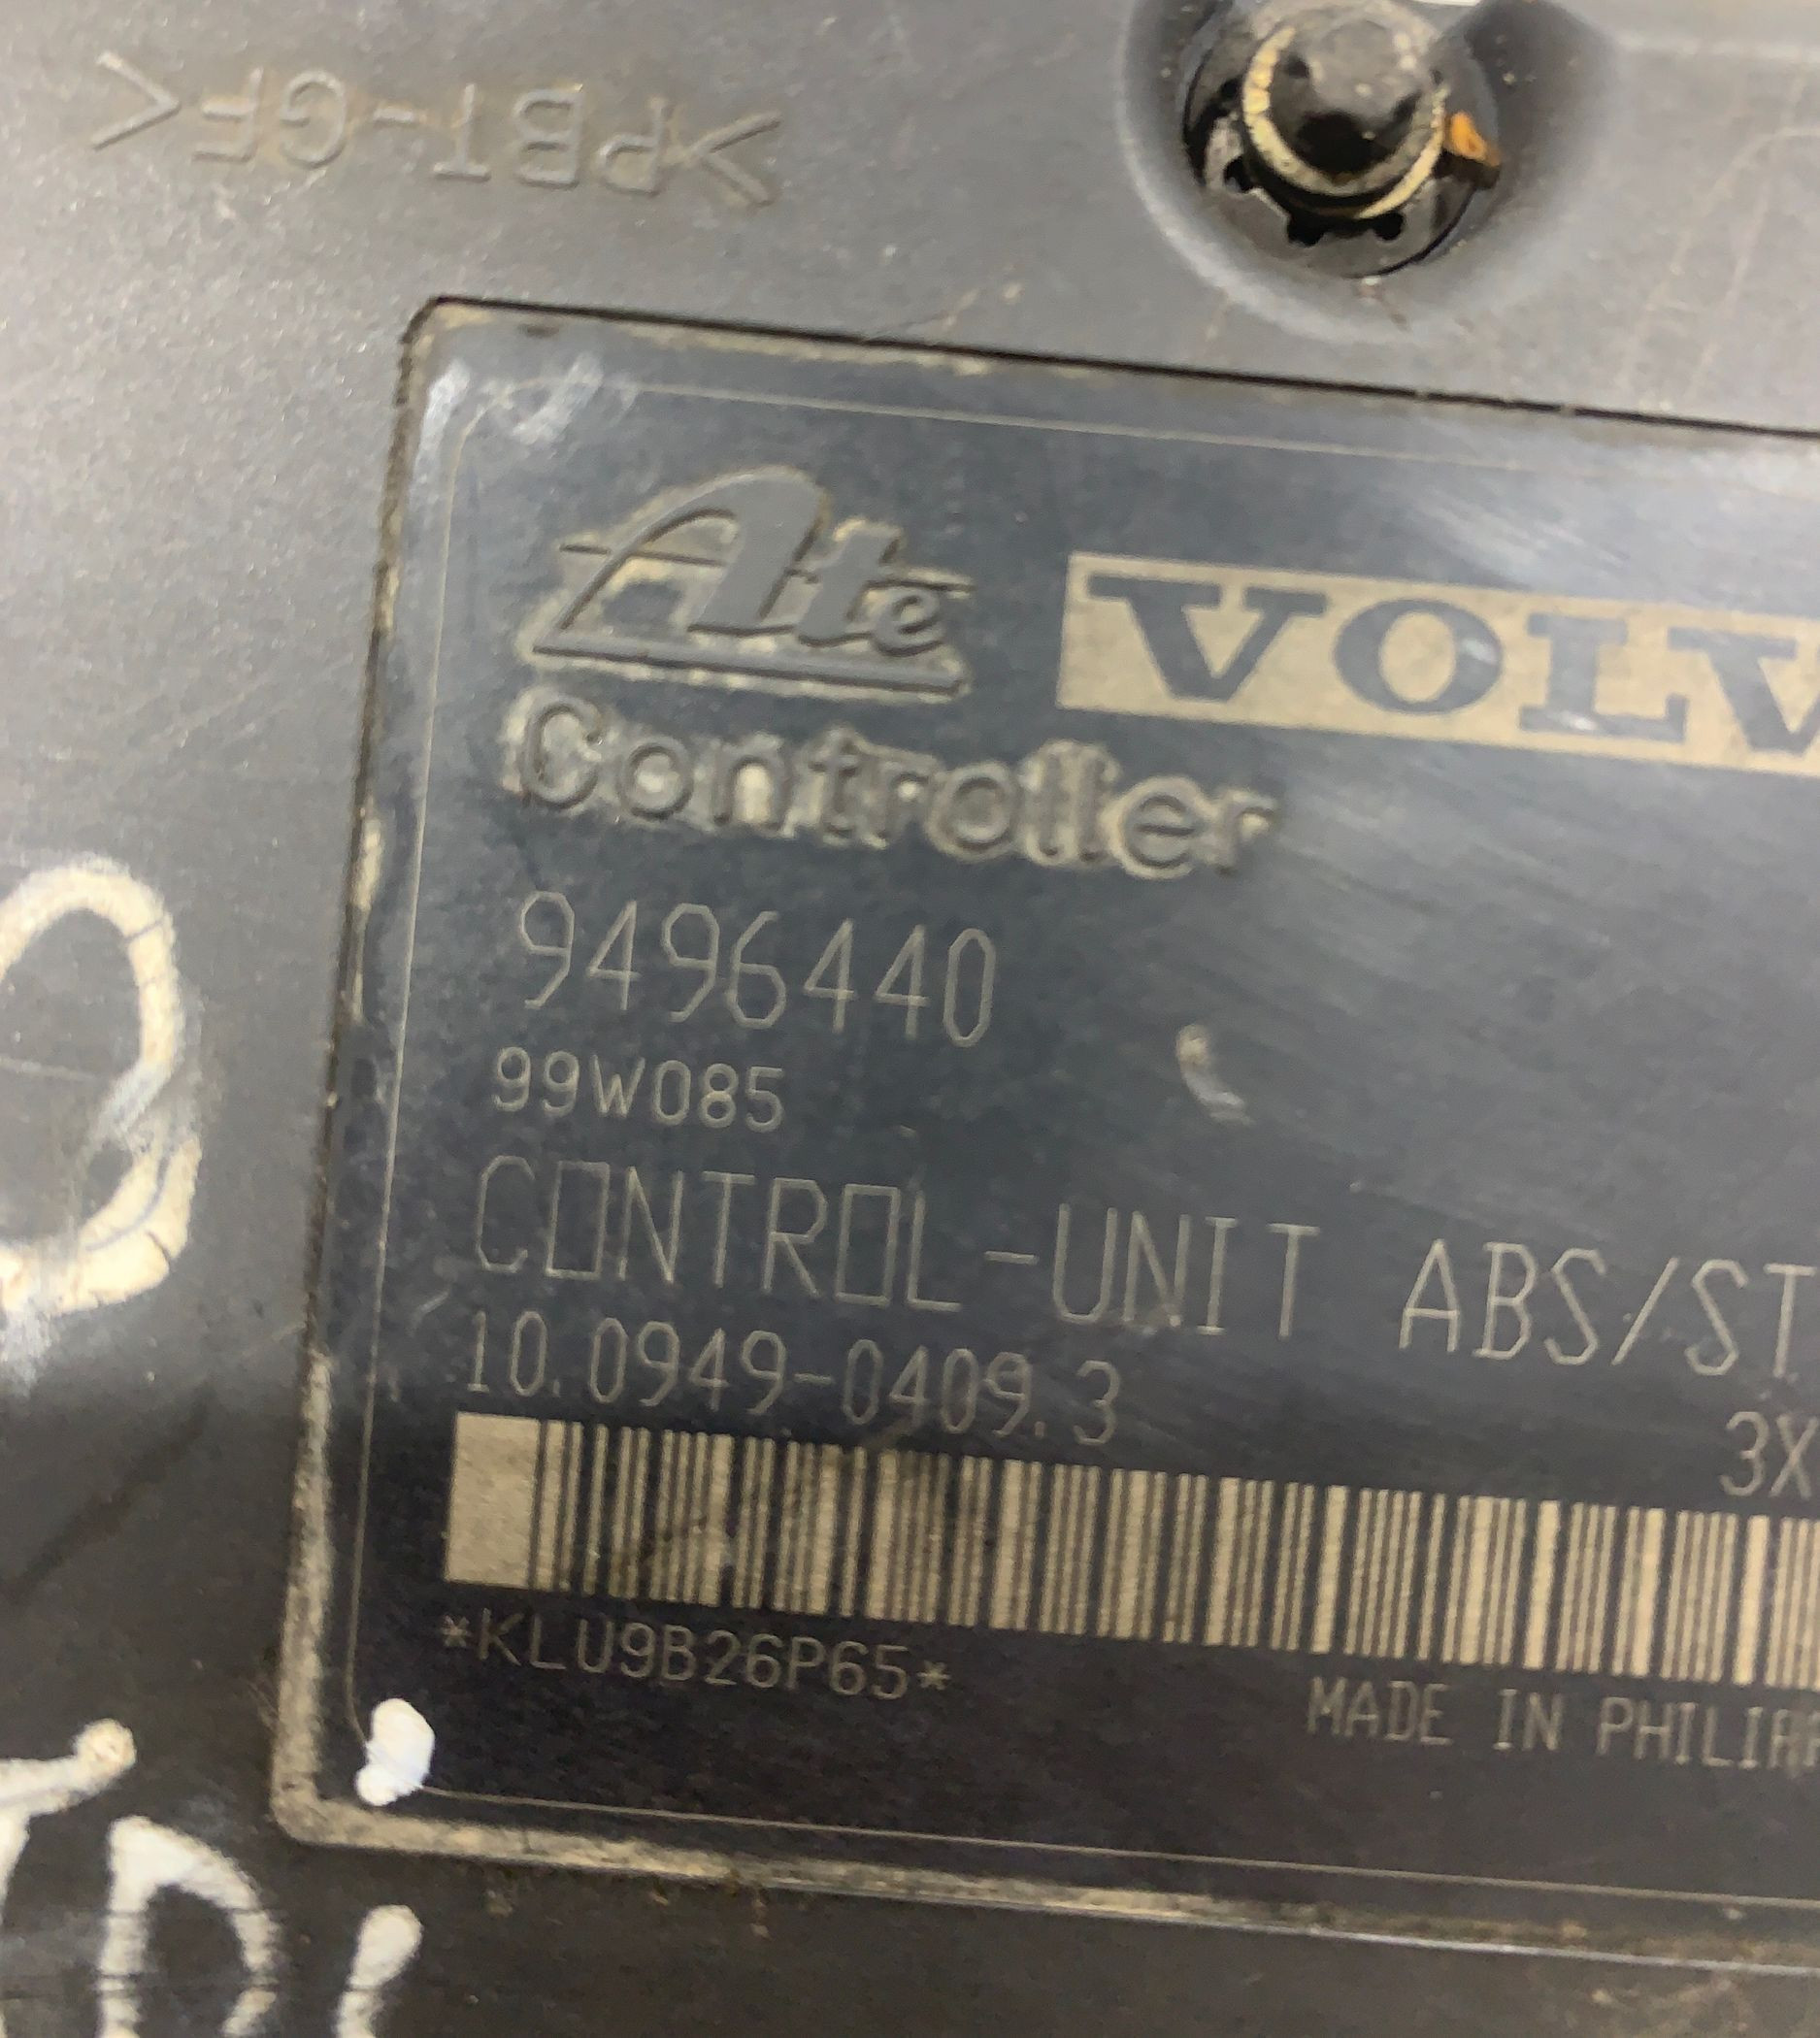 >PBT-GF<
Ate VOLV
Controller
9496440
99W085
CONTROL-UNIT ABS/ST
10.0949-0409.3
3X
*KLU9B26P65*
MADE IN PHILIPP